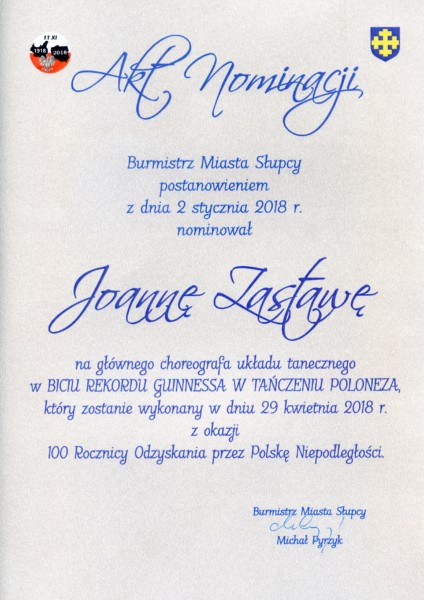 11 XI
1918 2018
Akt Nominacji
Burmistrz Miasta Słupcy
postanowieniem
z dnia 2 stycznia 2018 r.
nominował
Joannę Zastawę
na głównego choreografa układu tanecznego
w BICIU REKORDU GUINNESSA W TAŃCZENIU POLONEZA,
który zostanie wykonany w dniu 29 kwietnia 2018 r.
z okazji
100 Rocznicy Odzyskania przez Polskę Niepodległości.
Burmistrz Miasta Słupcy
Michał Pyrzyk